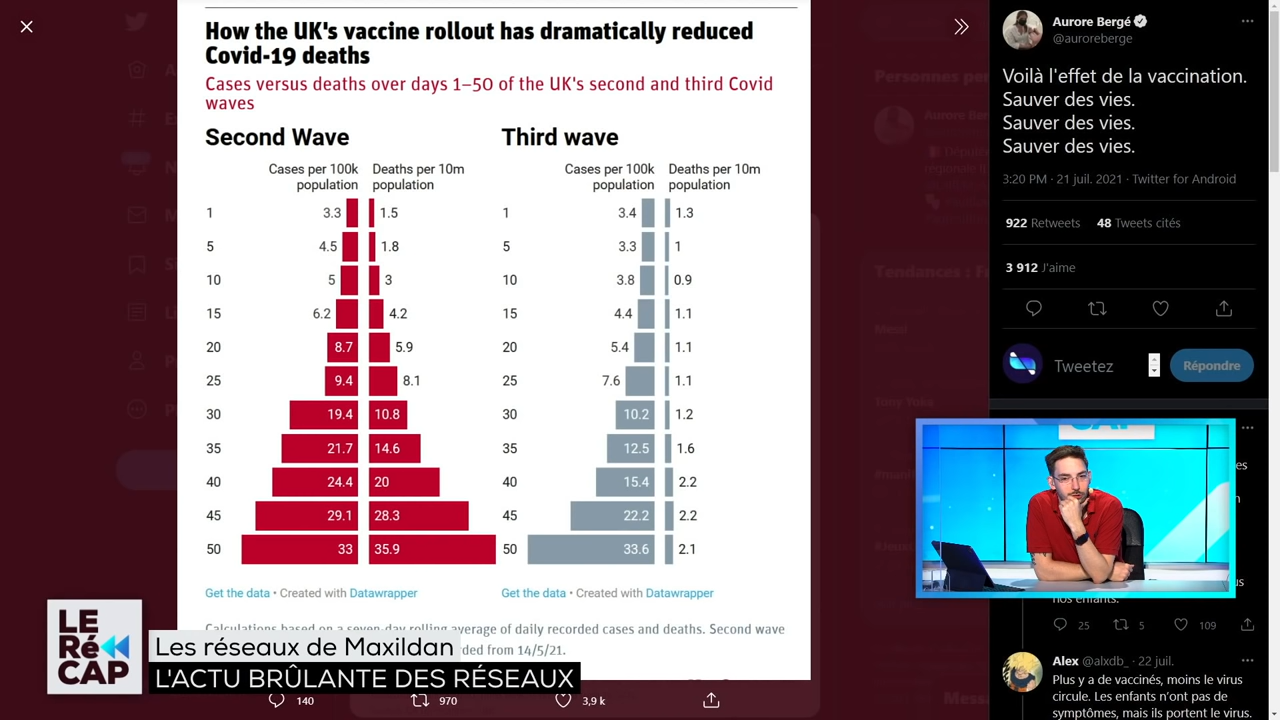 How the UK's vaccine rollout has dramatically reduced
Covid-19 deaths
Cases versus deaths over days 1–50 of the UK's second and third Covid
waves
Second Wave
Cases per 100k
population
Deaths per 10m
population
1 3.3 1.5
5 4.5 1.8
10 5 3
15 6.2 4.2
20 8.7 5.9
25 9.4 8.1
30 19.4 10.8
35 21.7 14.6
40 24.4 20
45 29.1 28.3
50 33 35.9
Get the data • Created with Datawrapper
Third wave
Cases per 100k
population
Deaths per 10m
population
1 3.4 1.3
5 3.3 1
10 3.8 0.9
15 4.4 1.1
20 5.4 1.1
25 7.6 1.1
30 10.2 1.2
35 12.5 1.6
40 15.4 2.2
45 22.2 2.2
50 33.6 2.1
Get the data • Created with Datawrapper
Calculations based on a seven-day rolling average of daily recorded cases and deaths. Second wave
from 14/5/21.
140 970 3,9 k
LE
Ré
CAP
Les réseaux de Maxildan
L'ACTU BRÛLANTE DES RÉSEAUX
Aurore Bergé
@auroreberge
Voilà l'effet de la vaccination.
Sauver des vies.
Sauver des vies.
Sauver des vies.
3:20 PM · 21 juil. 2021 · Twitter for Android
922 Retweets 48 Tweets cités
3 912 J'aime
Tweetez
Répondre
nos enfants.
25 5 109
Alex @alxdb_ · 22 juil.
Plus y a de vaccinés, moins le virus
circule. Les enfants n'ont pas de
symptômes, mais ils portent le virus.
Personnes
Aurore
Tendances :
Tony Yoka